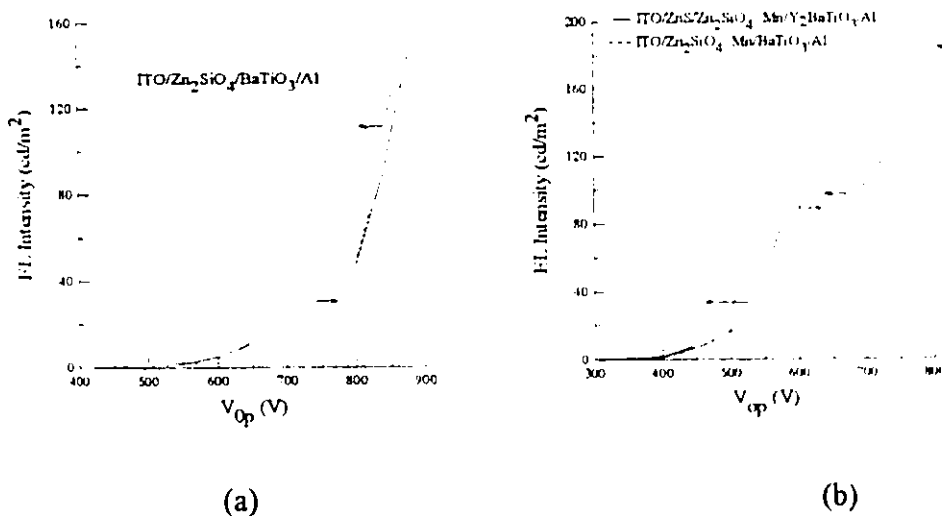 160
120
80
40
0
EL Intensity (cd/m2)
ITO/Zn2SiO4/BaTiO3/Al
400 500 600 700 800 900
V0p (V)
(a)
200
160
120
80
40
0
EL Intensity (cd/m2)
ITO/ZnS/Zn2SiO4 Mn/Y2BaTiO3/Al
ITO/Zn2SiO4 Mn/BaTiO3/Al
300 400 500 600 700
Vop (V)
(b)